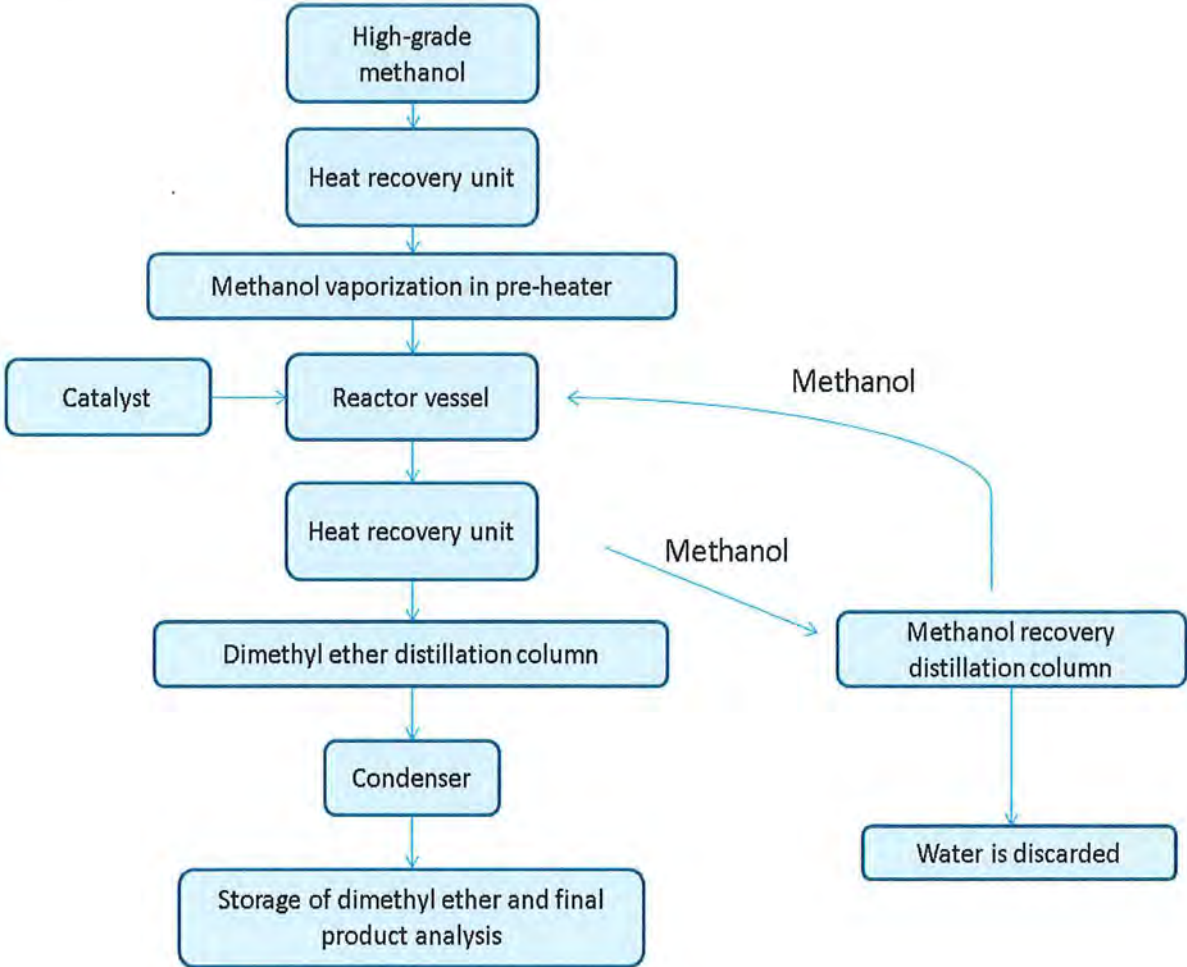 High-grade
methanol
Heat recovery unit
Methanol vaporization in pre-heater
Catalyst
Reactor vessel
Methanol
Heat recovery unit
Methanol
Dimethyl ether distillation column
Methanol recovery
distillation column
Condenser
Water is discarded
Storage of dimethyl ether and final
product analysis